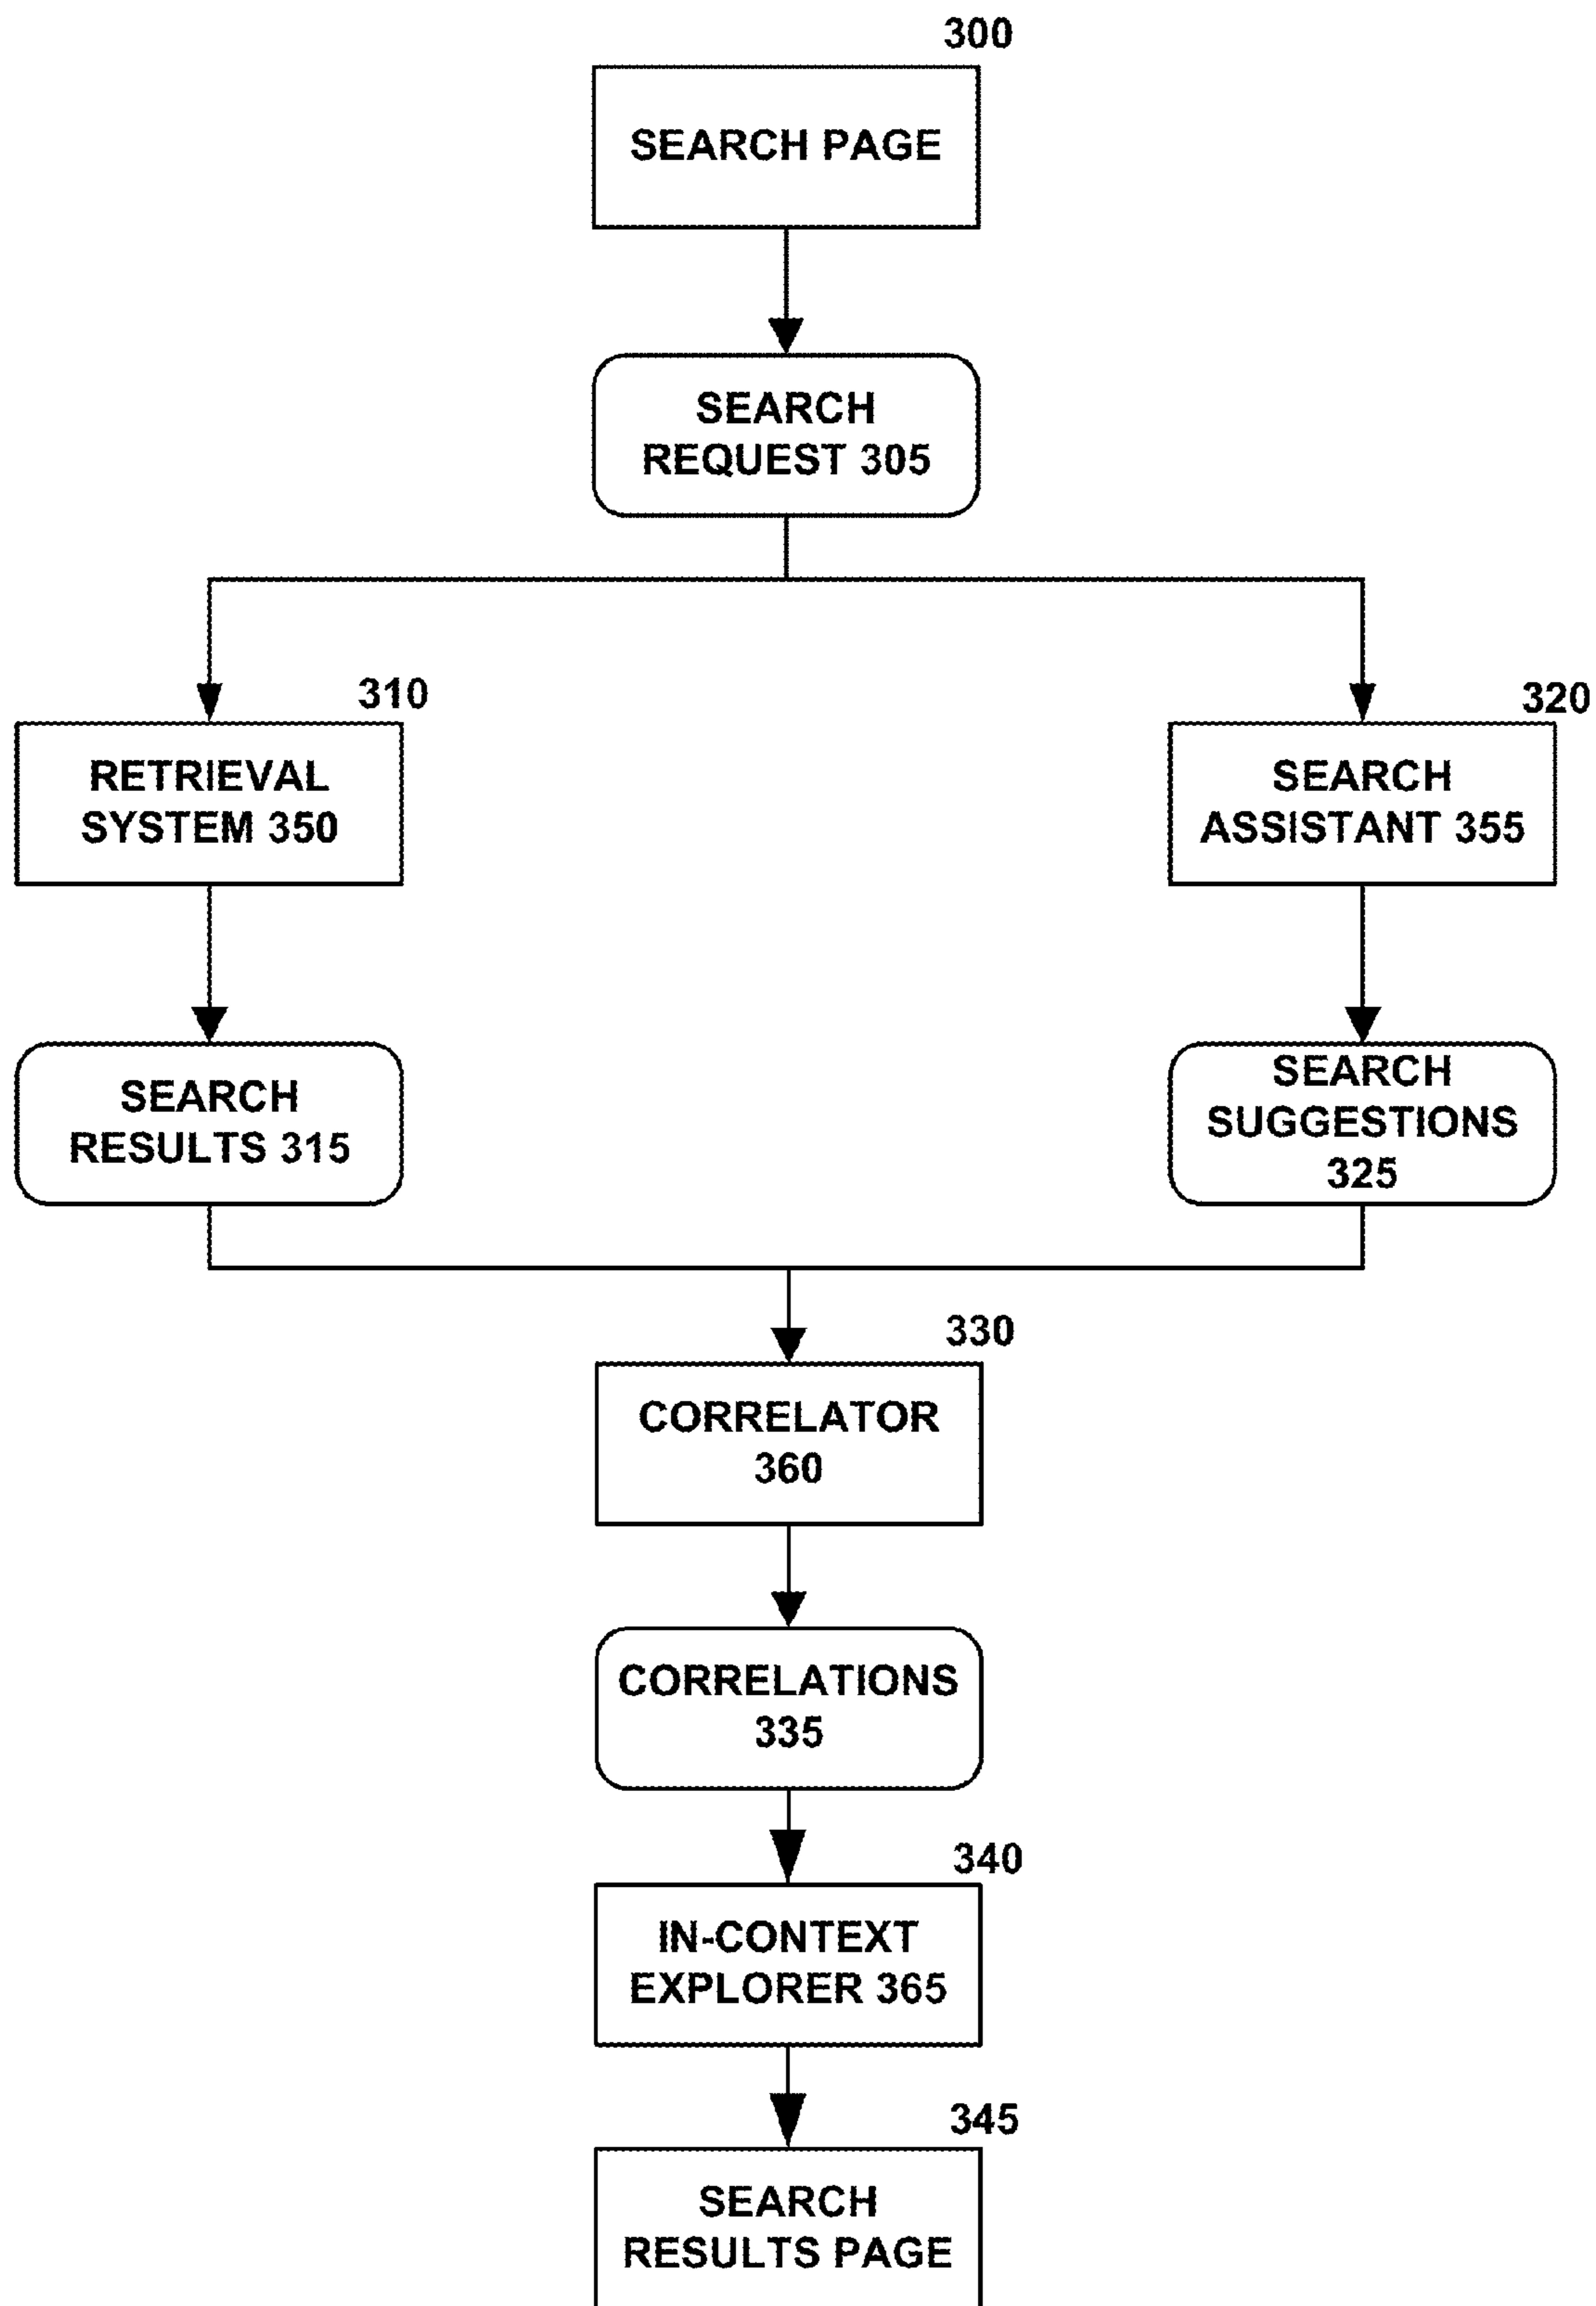 300
SEARCH PAGE
SEARCH
REQUEST 305
310
RETRIEVAL
SYSTEM 350
320
SEARCH
ASSISTANT 355
SEARCH
RESULTS 315
SEARCH
SUGGESTIONS
325
330
CORRELATOR
360
CORRELATIONS
335
340
IN-CONTEXT
EXPLORER 365
345
SEARCH
RESULTS PAGE